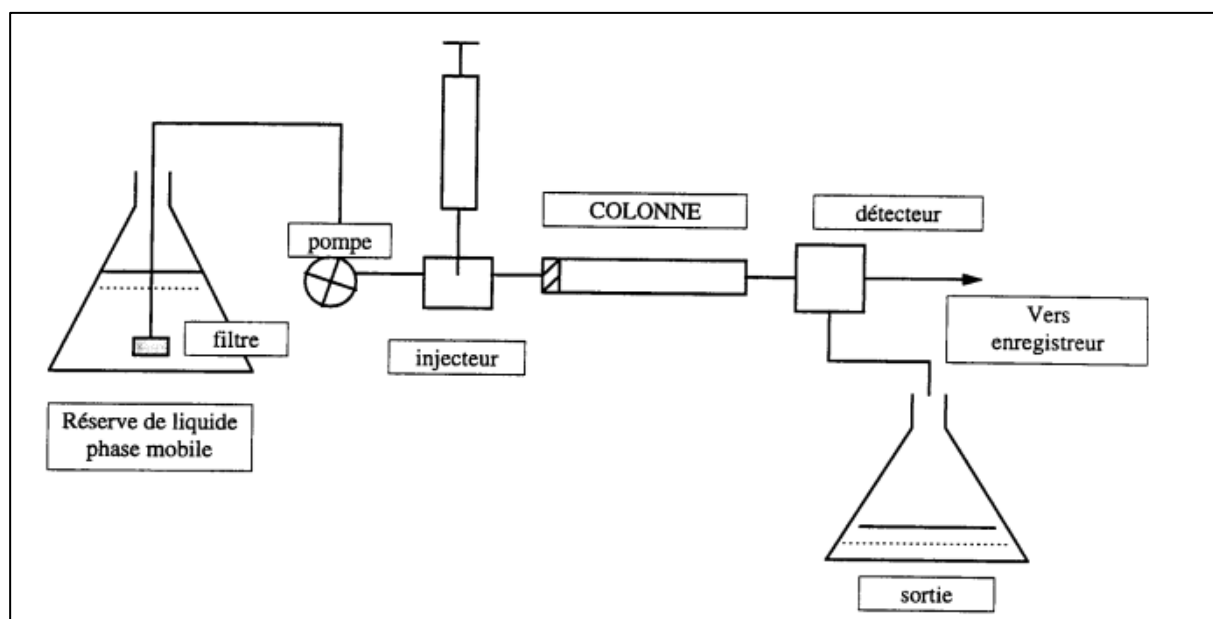 COLONNE
détecteur
pompe
filtre
injecteur
Vers
enregistreur
Réserve de liquide
phase mobile
sortie